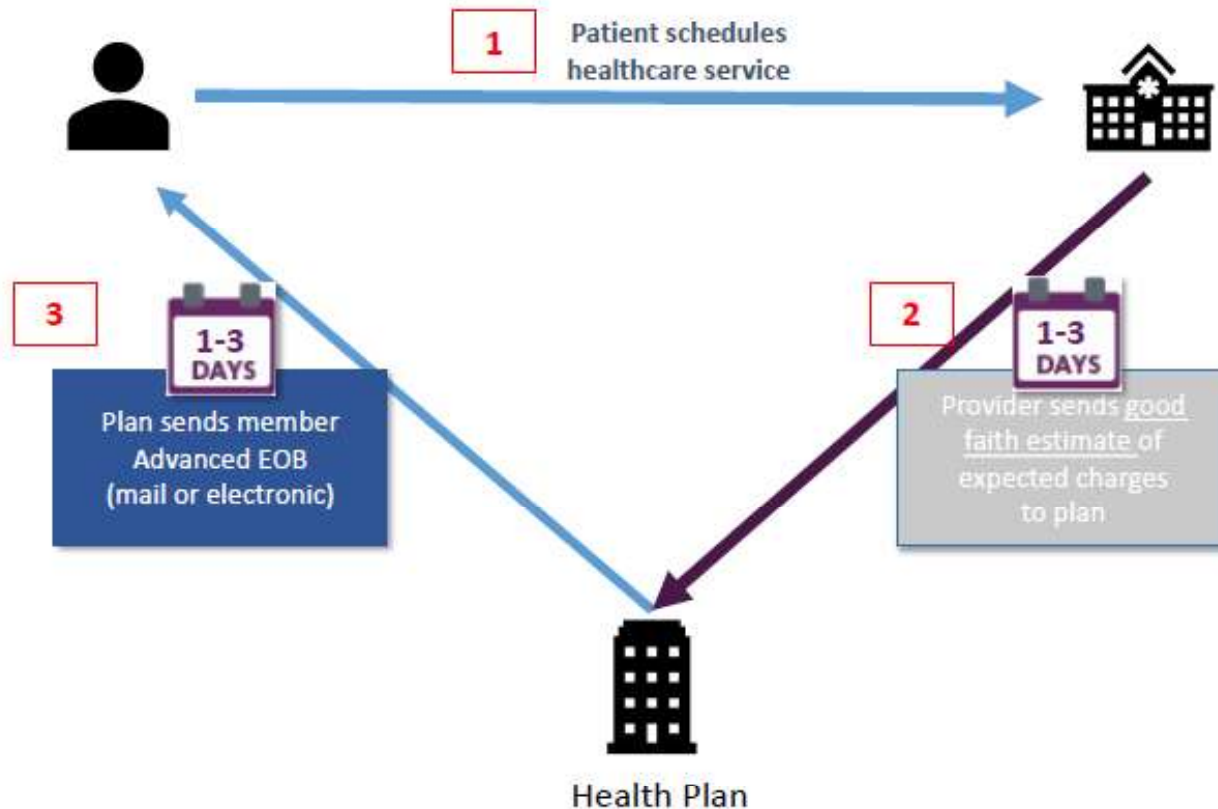 1
Patient schedules
healthcare service
3
1-3
DAYS
Plan sends member
Advanced EOB
(mail or electronic)
2
1-3
DAYS
Provider sends good
faith estimate of
expected charges
to plan
Health Plan